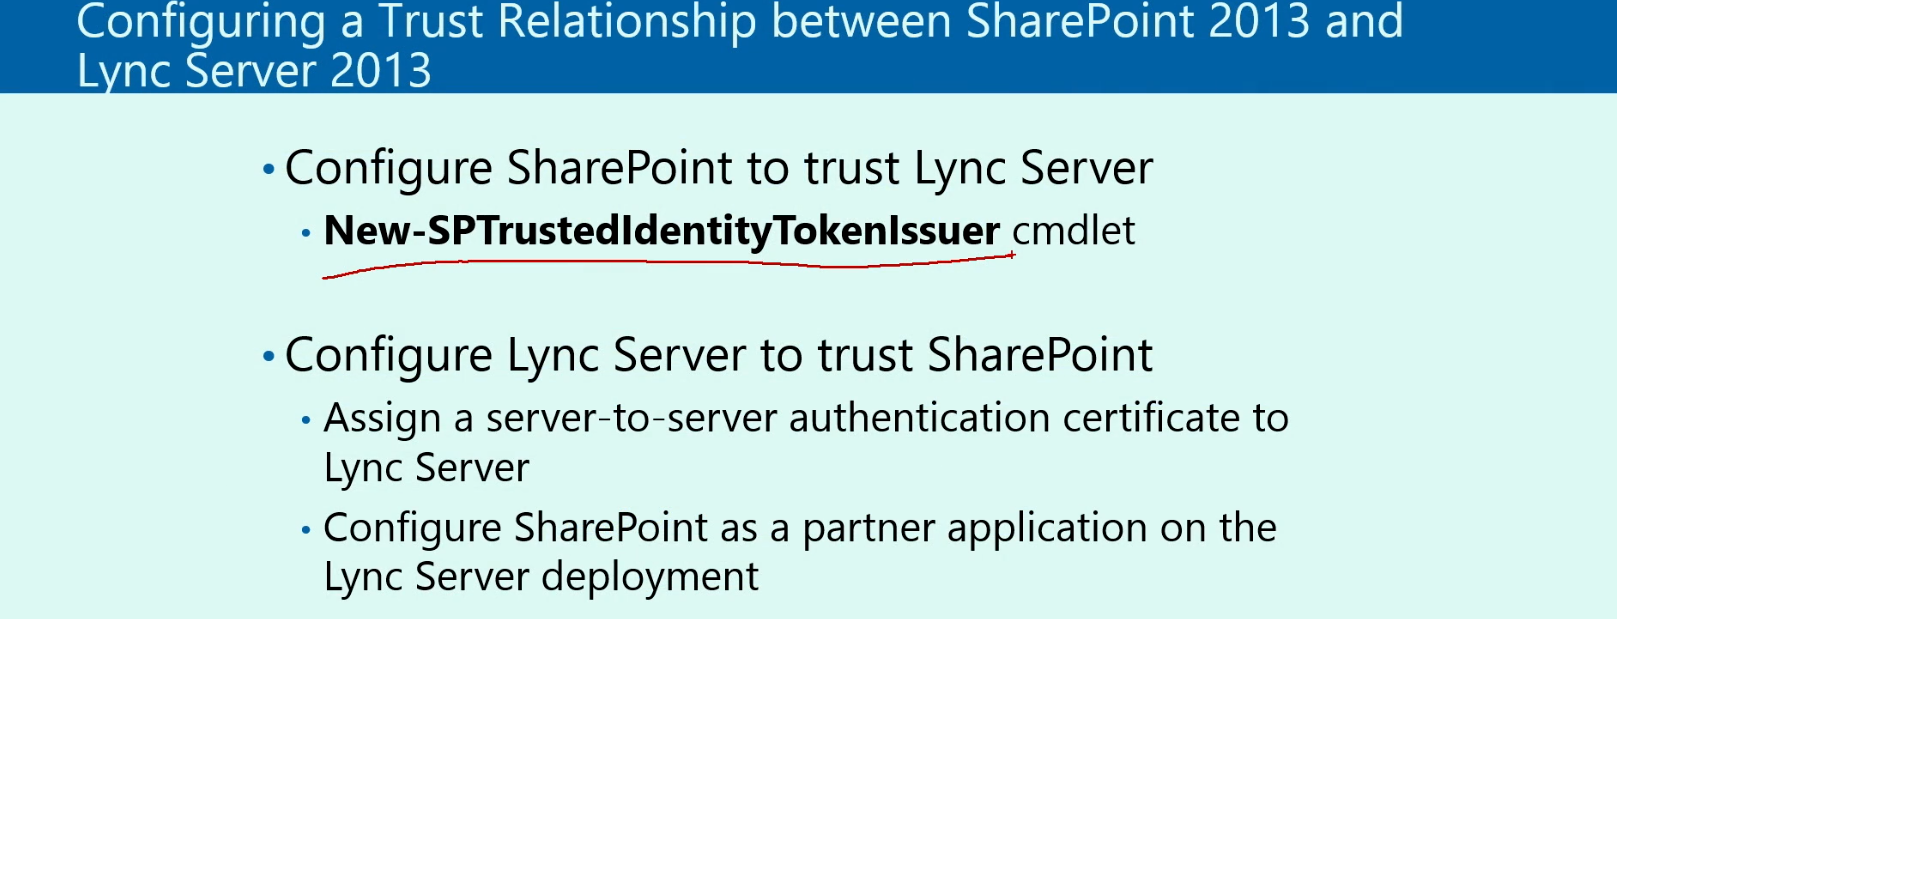 Configuring a Trust Relationship between SharePoint 2013 and
Lync Server 2013
• Configure SharePoint to trust Lync Server
• New-SPTrustedIdentityTokenIssuer cmdlet
• Configure Lync Server to trust SharePoint
• Assign a server-to-server authentication certificate to
Lync Server
• Configure SharePoint as a partner application on the
Lync Server deployment